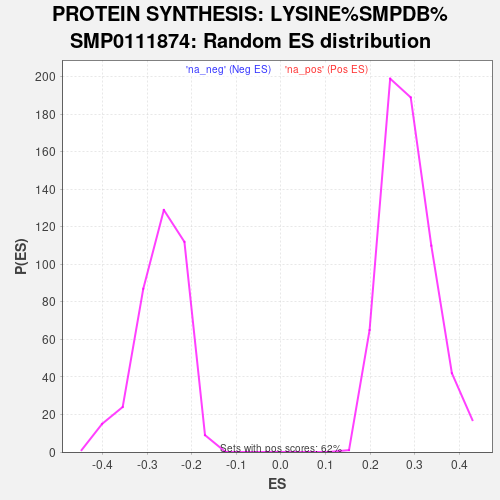 PROTEIN SYNTHESIS: LYSINE%SMPDB%
SMP0111874: Random ES distribution
'na_neg' (Neg ES) 'na_pos' (Pos ES)
200
180
160
140
120
100
80
60
40
20
0
P(ES)
Sets with pos scores: 62%
-0.4 -0.3 -0.2 -0.1 0.0 0.1 0.2 0.3 0.4
ES